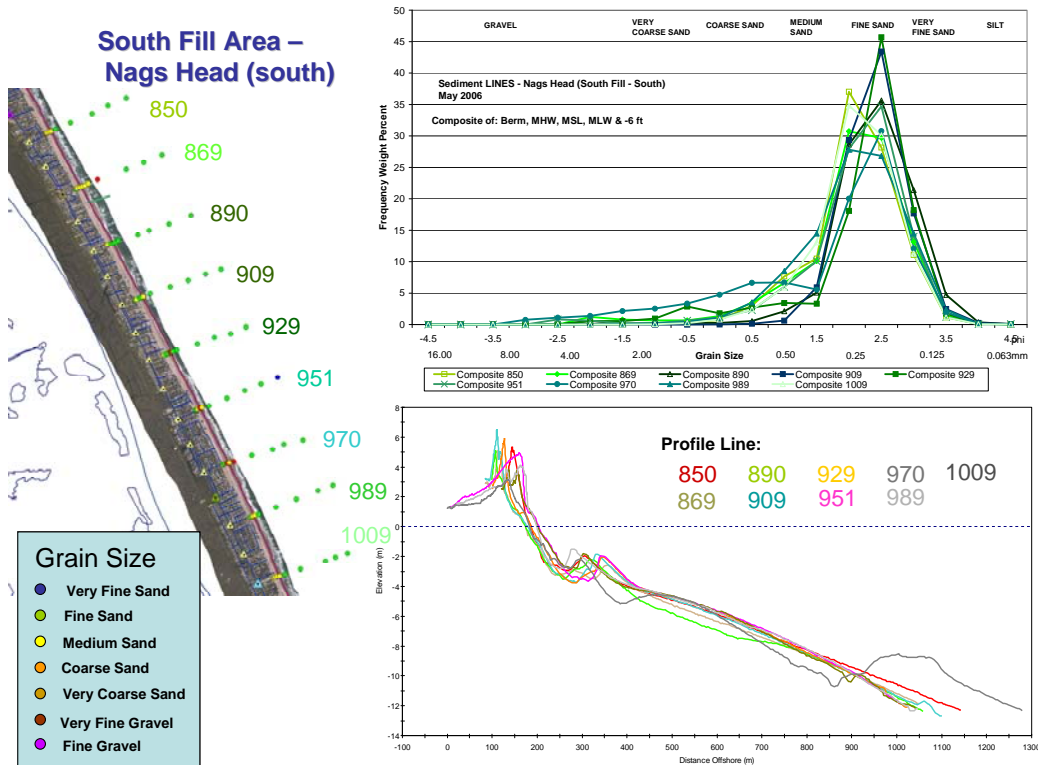 South Fill Area –
Nags Head (south)
850
869
890
909
929
951
970
989
1009
Grain Size
Very Fine Sand
Fine Sand
Medium Sand
Coarse Sand
Very Coarse Sand
Very Fine Gravel
Fine Gravel
50
45
40
35
30
25
20
15
10
5
0
Frequency Weight Percent
GRAVEL VERY COARSE SAND COARSE SAND MEDIUM SAND FINE SAND VERY FINE SAND SILT
Sediment LINES - Nags Head (South Fill - South)
May 2006
Composite of: Berm, MHW, MSL, MLW & -6 ft
-4.5 -3.5 -2.5 -1.5 -0.5 0.5 1.5 2.5 3.5 4.5 phi
16.00 8.00 4.00 2.00 Grain Size 0.50 0.25 0.125 0.063mm
Composite 850 Composite 869 Composite 890 Composite 909 Composite 929
Composite 951 Composite 970 Composite 989 Composite 1009
Profile Line:
850 890 929 970 1009
869 909 951 989
8
6
4
2
0
-2
-4
-6
-8
-10
-12
-14
Elevation (m)
-100 0 100 200 300 400 500 600 700 800 900 1000 1100 1200 1300
Distance Offshore (m)